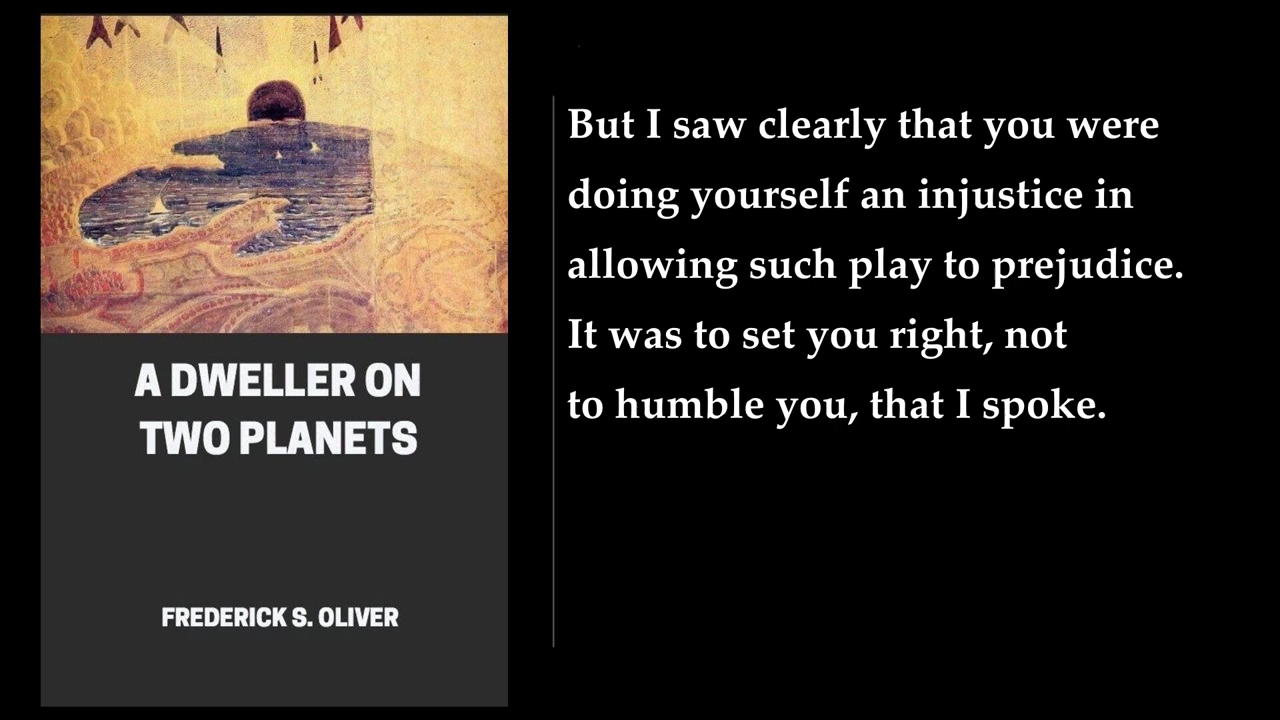 A DWELLER ON
TWO PLANETS
FREDERICK S. OLIVER
But I saw clearly that you were
doing yourself an injustice in
allowing such play to prejudice.
It was to set you right, not
to humble you, that I spoke.